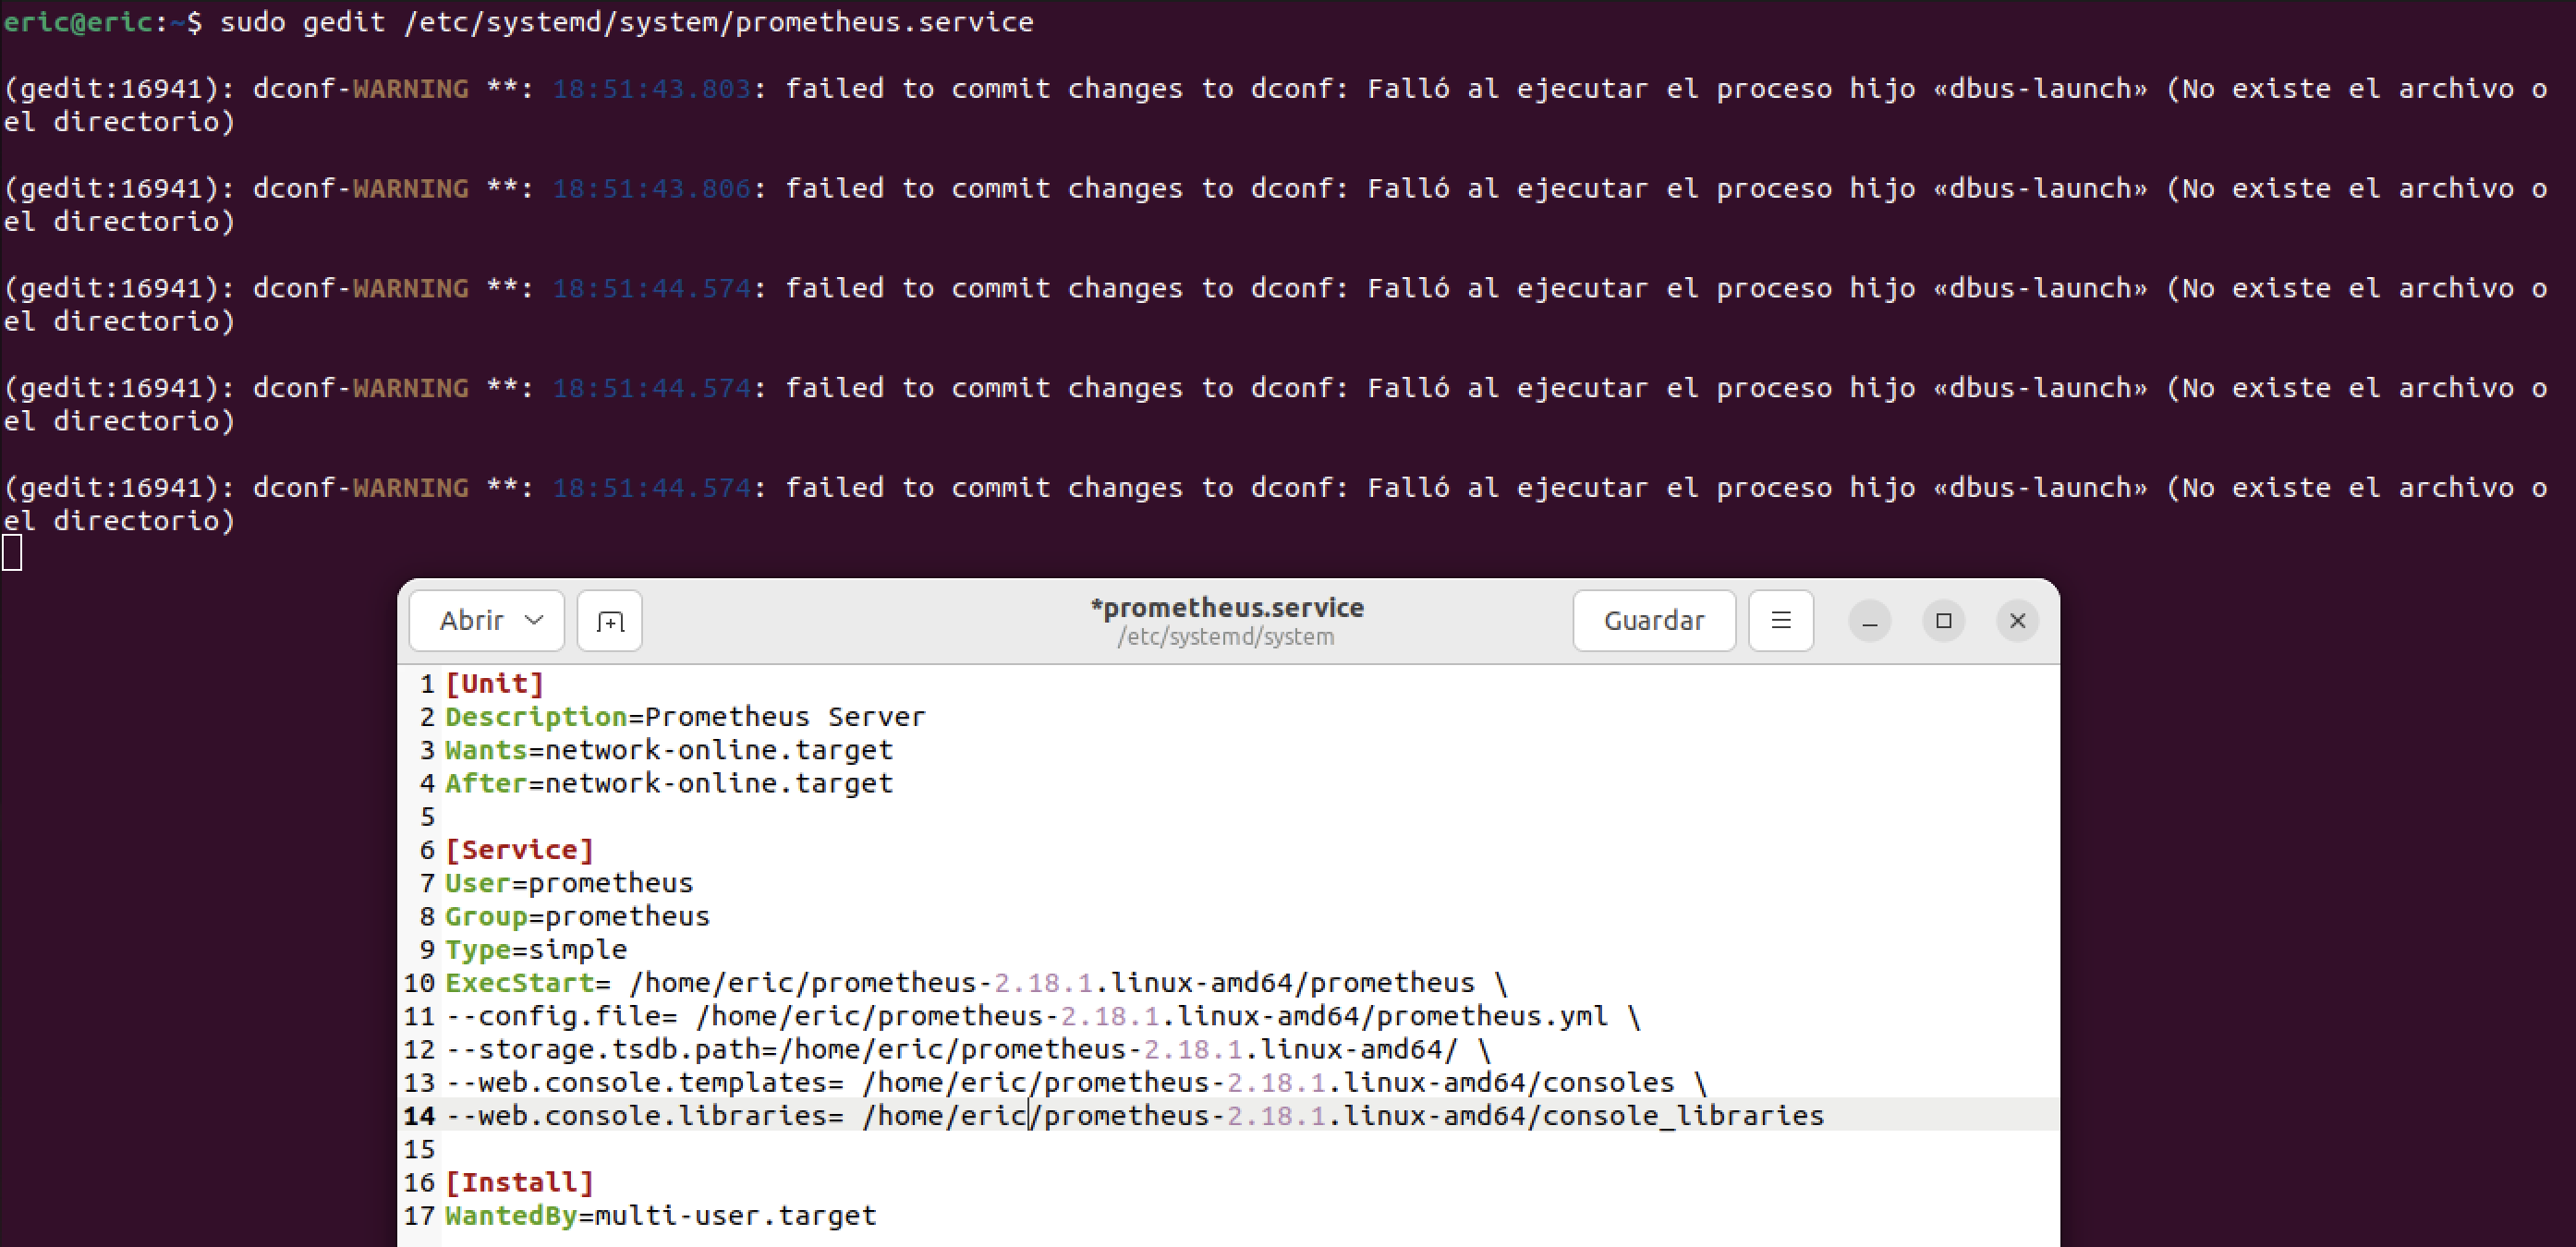 eric@eric:~$ sudo gedit /etc/systemd/system/prometheus.service
(gedit:16941): dconf-WARNING **: 18:51:43.803: failed to commit changes to dconf: Falló al ejecutar el proceso hijo «dbus-launch» (No existe el archivo o
el directorio)
(gedit:16941): dconf-WARNING **: 18:51:43.806: failed to commit changes to dconf: Falló al ejecutar el proceso hijo «dbus-launch» (No existe el archivo o
el directorio)
(gedit:16941): dconf-WARNING **: 18:51:44.574: failed to commit changes to dconf: Falló al ejecutar el proceso hijo «dbus-launch» (No existe el archivo o
el directorio)
(gedit:16941): dconf-WARNING **: 18:51:44.574: failed to commit changes to dconf: Falló al ejecutar el proceso hijo «dbus-launch» (No existe el archivo o
el directorio)
(gedit:16941): dconf-WARNING **: 18:51:44.574: failed to commit changes to dconf: Falló al ejecutar el proceso hijo «dbus-launch» (No existe el archivo o
el directorio)
Abrir *prometheus.service Guardar
/etc/systemd/system
1 [Unit]
2 Description=Prometheus Server
3 Wants=network-online.target
4 After=network-online.target
5
6 [Service]
7 User=prometheus
8 Group=prometheus
9 Type=simple
10 ExecStart= /home/eric/prometheus-2.18.1.linux-amd64/prometheus \
11 --config.file= /home/eric/prometheus-2.18.1.linux-amd64/prometheus.yml \
12 --storage.tsdb.path=/home/eric/prometheus-2.18.1.linux-amd64/ \
13 --web.console.templates= /home/eric/prometheus-2.18.1.linux-amd64/consoles \
14 --web.console.libraries= /home/eric/prometheus-2.18.1.linux-amd64/console_libraries
15
16 [Install]
17 WantedBy=multi-user.target